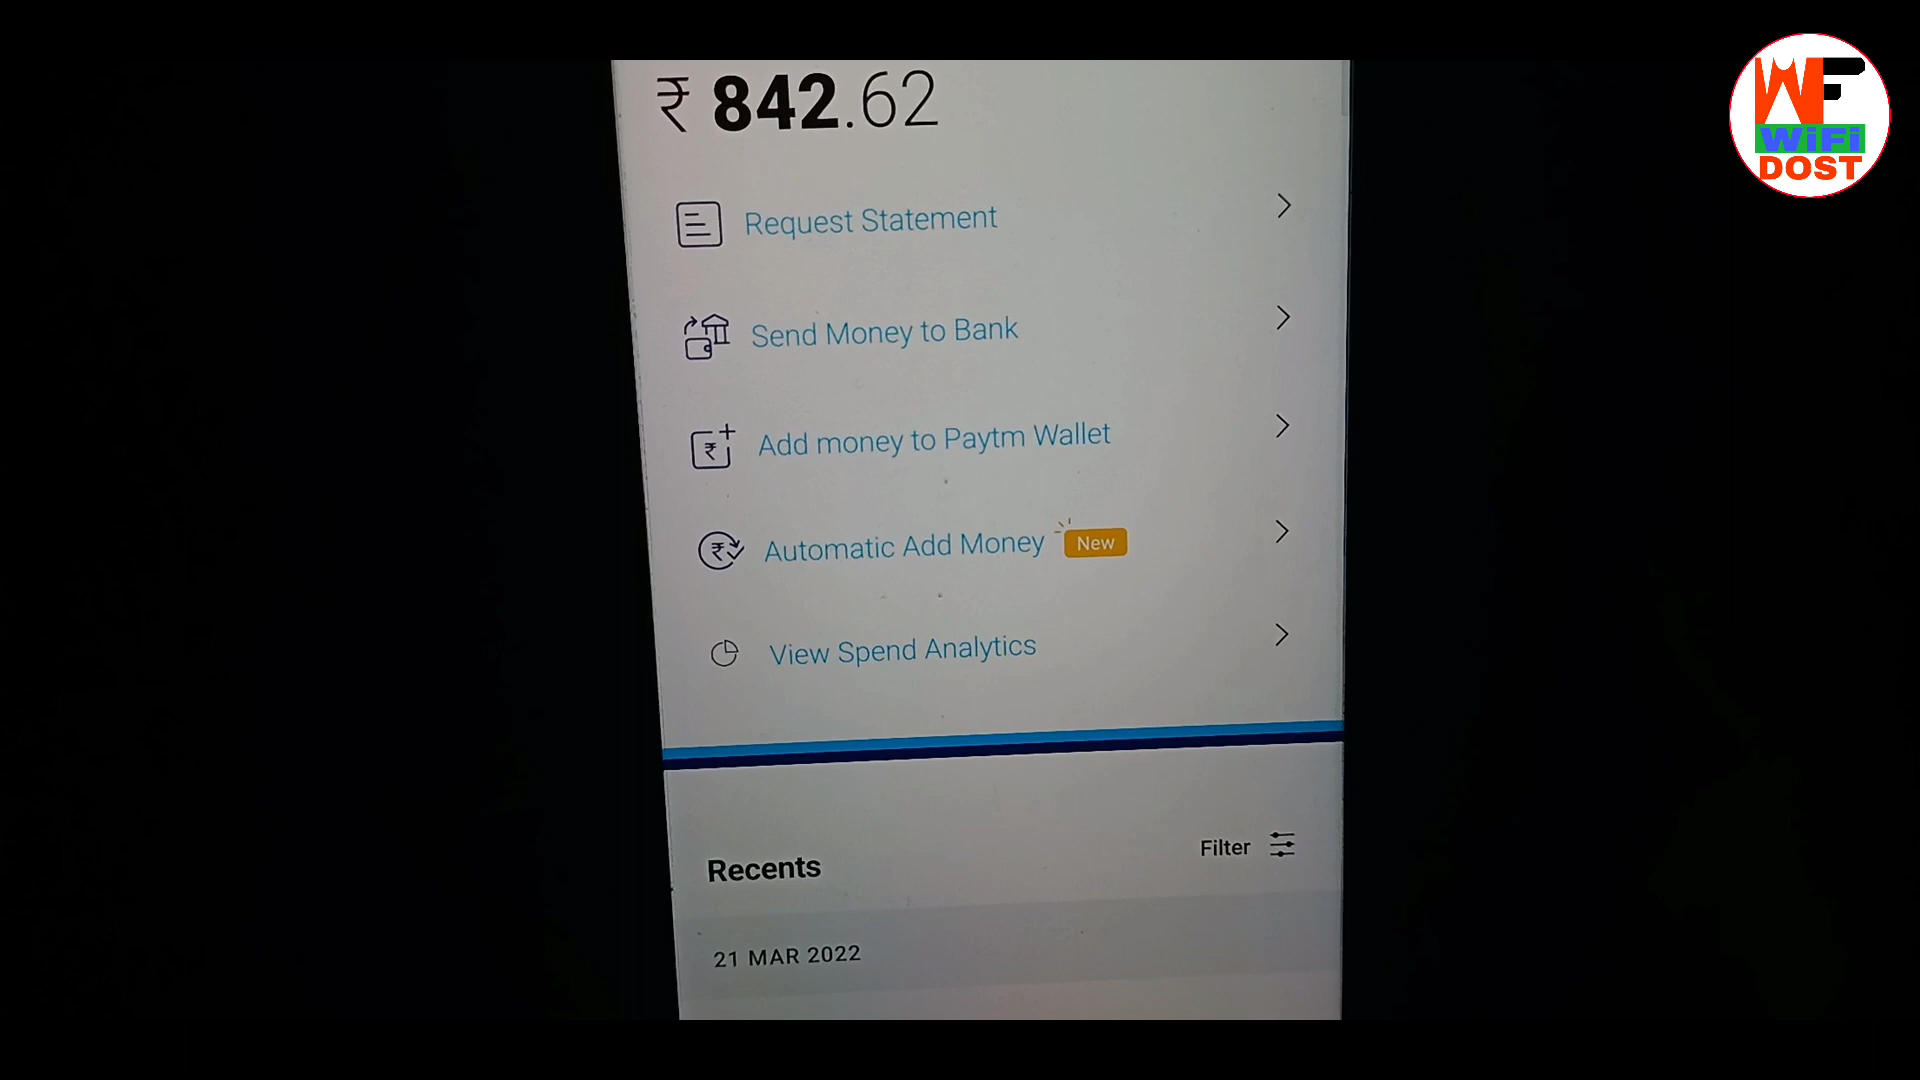 ₹ 842.62
WF
WiFi
DOST
Request Statement
Send Money to Bank
Add money to Paytm Wallet
Automatic Add Money New
View Spend Analytics
Recents
Filter
21 MAR 2022